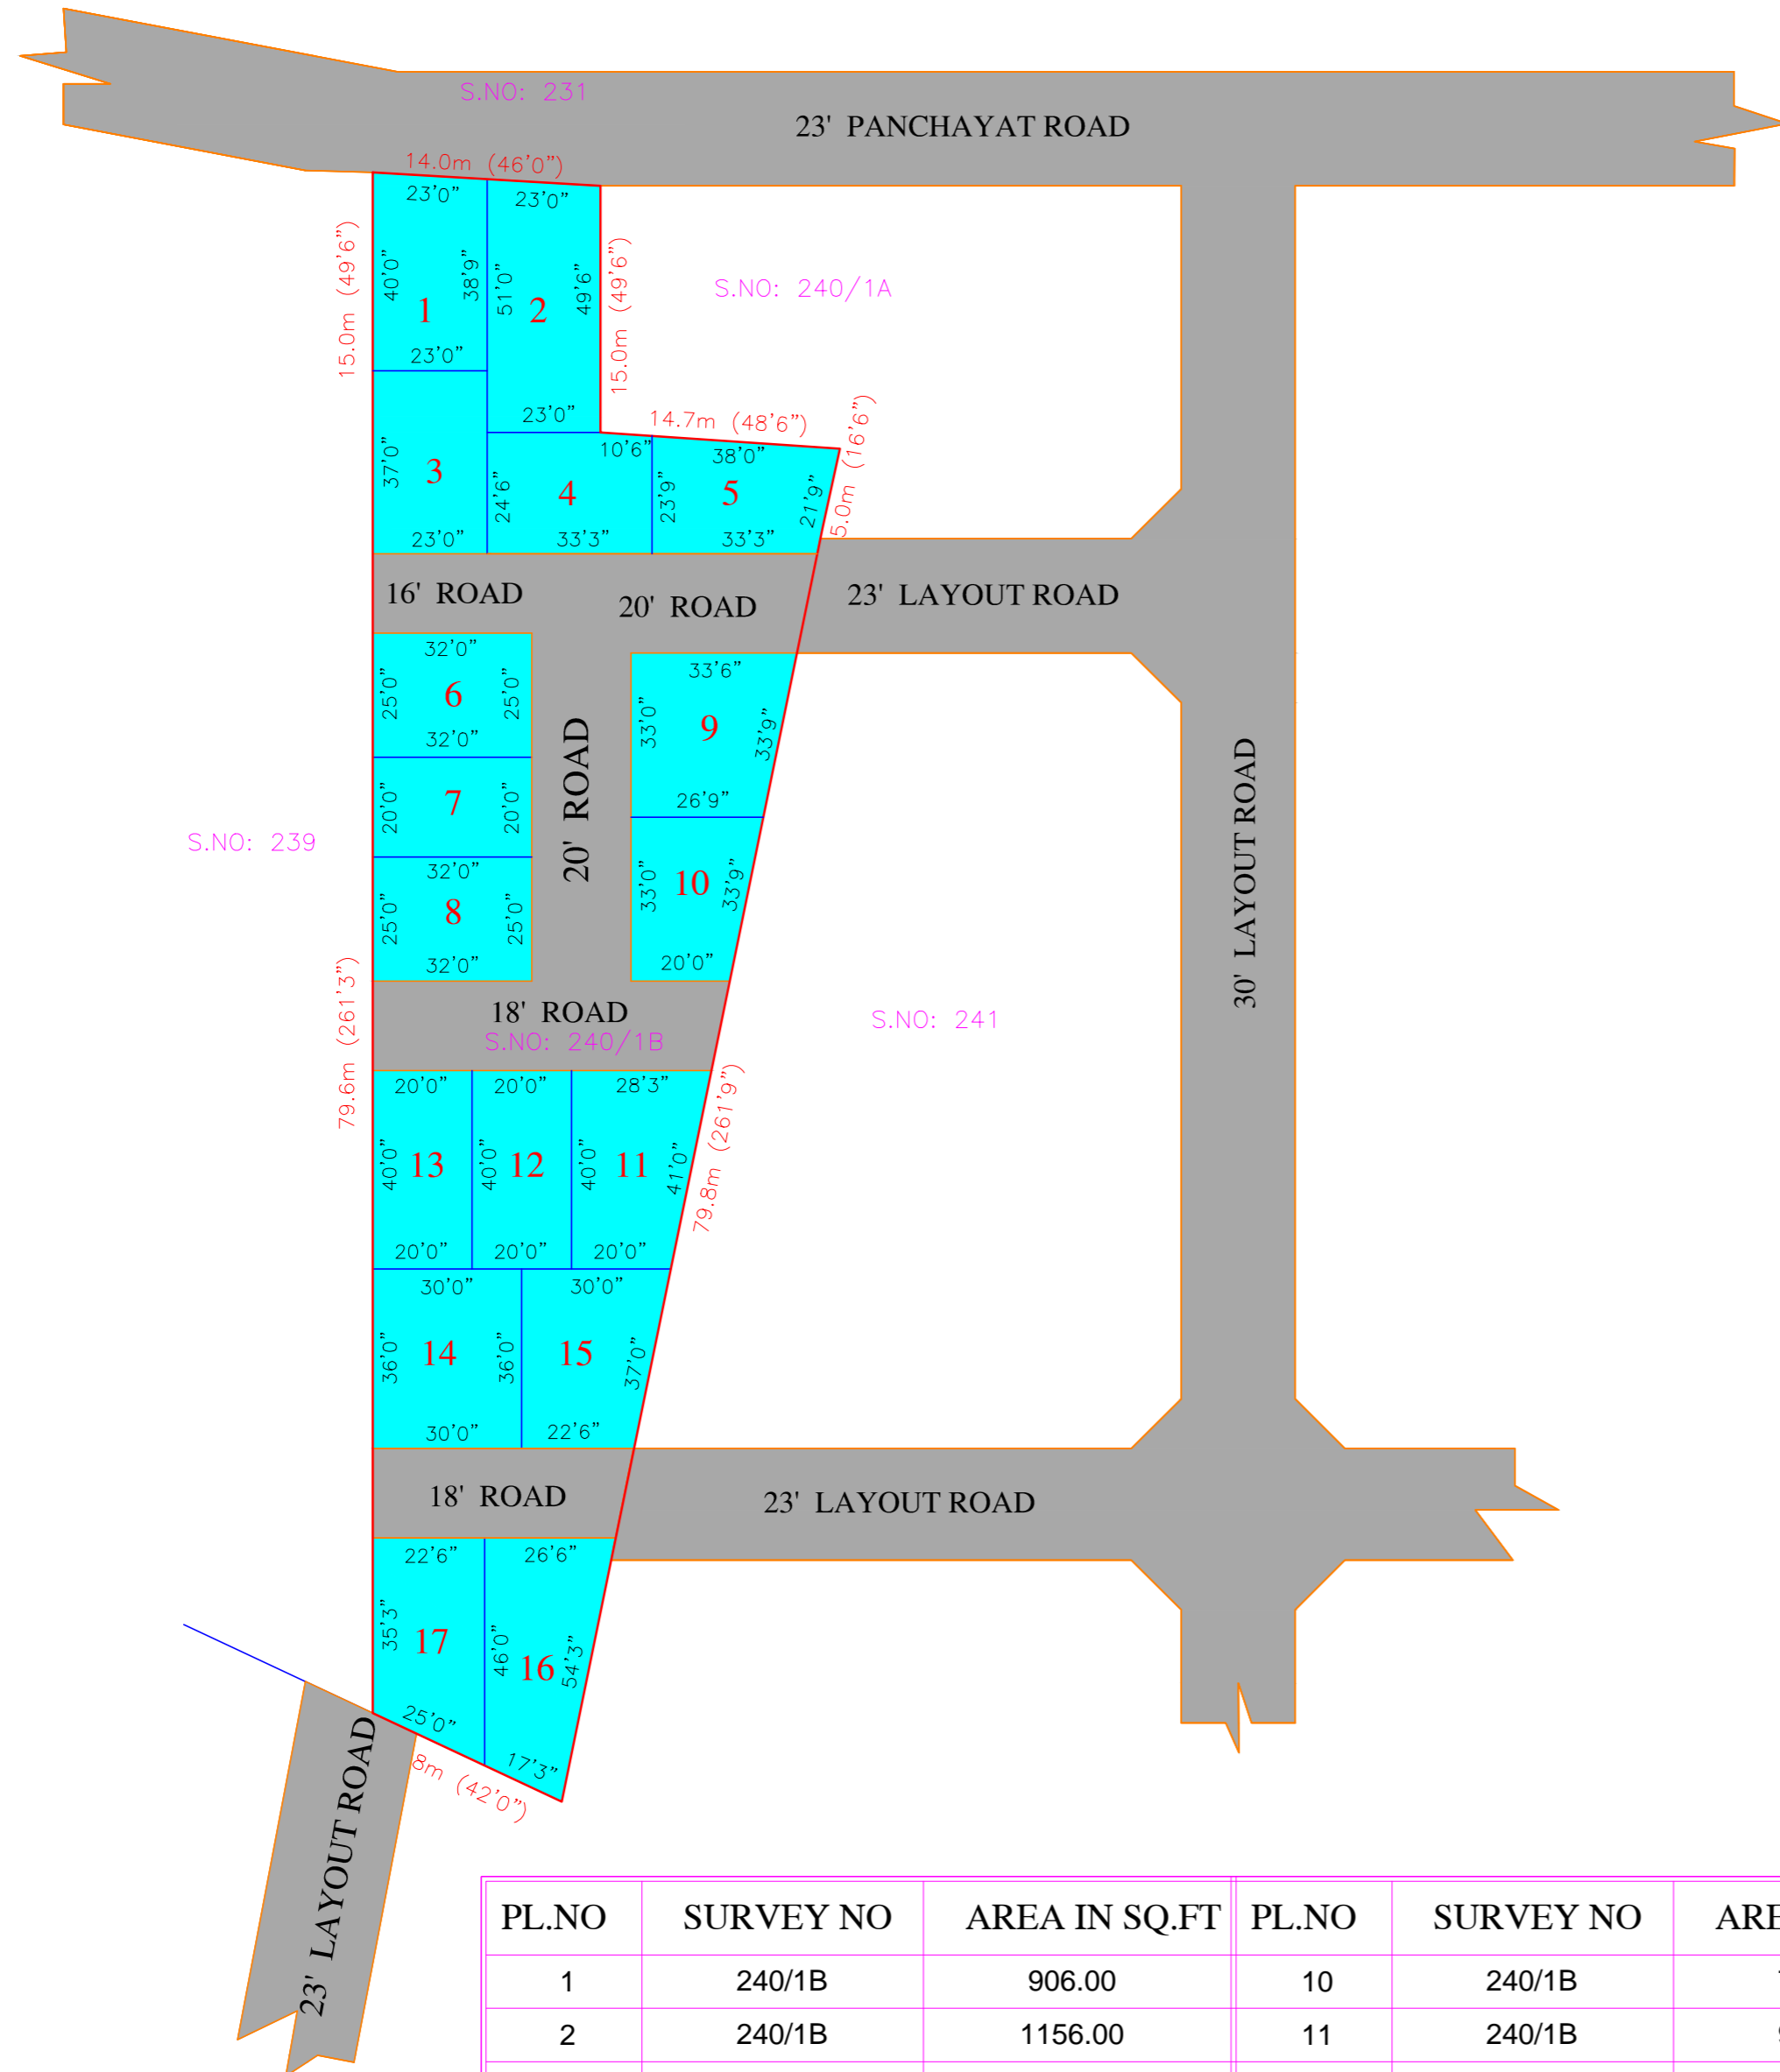 S.NO: 231
23' PANCHAYAT ROAD
14.0m (46'0")
23'0"
23'0"
15.0m (49'6")
40'0"
38'9"
51'0"
49'6"
15.0m (49'6")
1
2
S.NO: 240/1A
23'0"
23'0"
14.7m (48'6")
5.0m (16'6")
10'6"
38'0"
37'0"
3
24'6"
4
23'9"
5
21'9"
23'0"
33'3"
33'3"
16' ROAD
20' ROAD
23' LAYOUT ROAD
32'0"
25'0"
6
25'0"
32'0"
33'6"
33'0"
9
33'9"
26'9"
20' ROAD
20'0"
7
20'0"
S.NO: 239
32'0"
25'0"
8
25'0"
32'0"
33'0"
10
33'9"
20'0"
30' LAYOUT ROAD
18' ROAD
S.NO: 240/1B
S.NO: 241
79.6m (261'3")
79.8m (261'9")
20'0"
20'0"
28'3"
40'0"
13
40'0"
12
40'0"
11
41'0"
20'0"
20'0"
20'0"
30'0"
30'0"
36'0"
14
36'0"
15
37'0"
30'0"
22'6"
18' ROAD
23' LAYOUT ROAD
22'6"
26'6"
35'3"
17
46'0"
16
54'3"
25'0"
17'3"
8m (42'0")
23' LAYOUT ROAD
PL.NO SURVEY NO AREA IN SQ.FT PL.NO SURVEY NO
1 240/1B 906.00 10 240/1B
2 240/1B 1156.00 11 240/1B